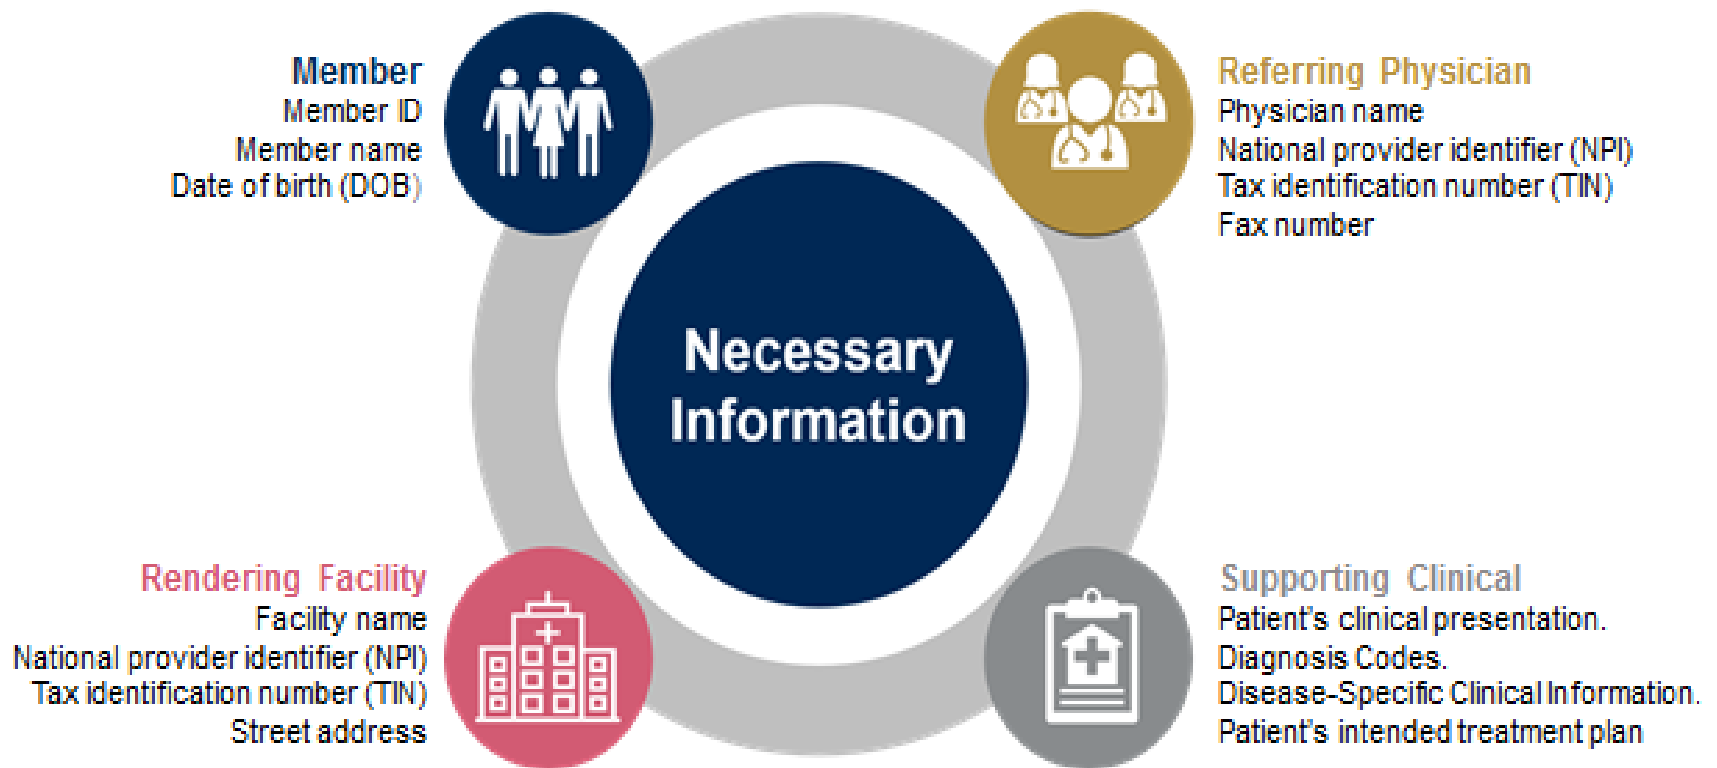 Member
Member ID
Member name
Date of birth (DOB)
Referring Physician
Physician name
National provider identifier (NPI)
Tax identification number (TIN)
Fax number
Necessary
Information
Rendering Facility
Facility name
National provider identifier (NPI)
Tax identification number (TIN)
Street address
Supporting Clinical
Patient's clinical presentation.
Diagnosis Codes.
Disease-Specific Clinical Information.
Patient's intended treatment plan